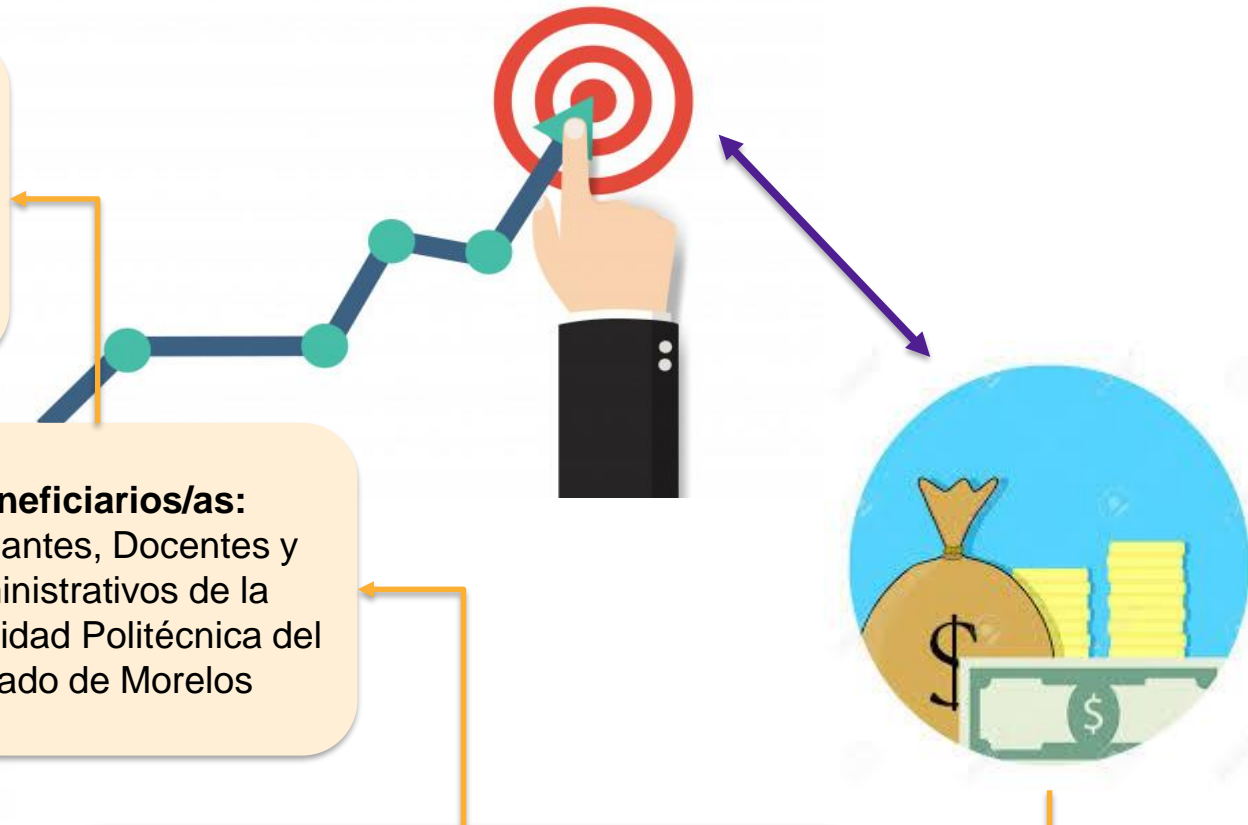 neficiarios/as:
antes, Docentes y
inistrativos de la
idad Politécnica del
ado de Morelos
$
$